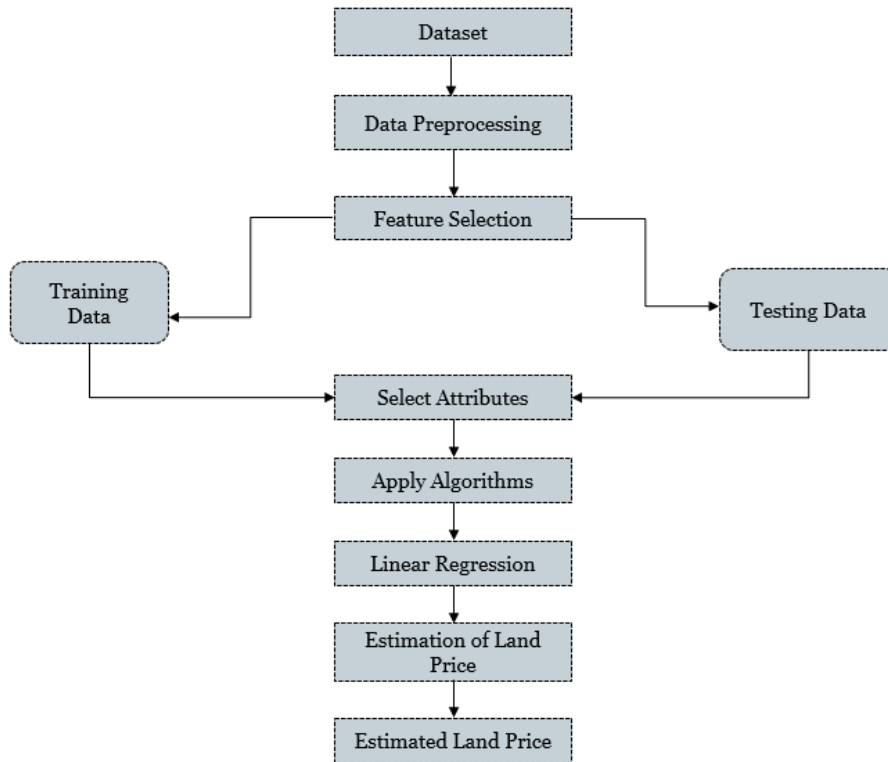 Dataset
Data Preprocessing
Feature Selection
Training
Data
Testing Data
Select Attributes
Apply Algorithms
Linear Regression
Estimation of Land
Price
Estimated Land Price